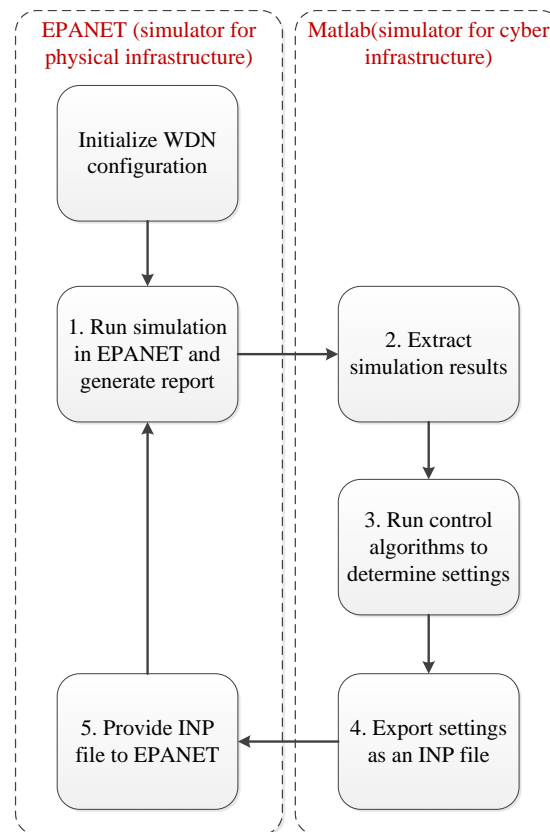 EPANET (simulator for
physical infrastructure)
Matlab(simulator for cyber
infrastructure)
Initialize WDN
configuration
1. Run simulation
in EPANET and
generate report
2. Extract
simulation results
3. Run control
algorithms to
determine settings
4. Export settings
as an INP file
5. Provide INP
file to EPANET